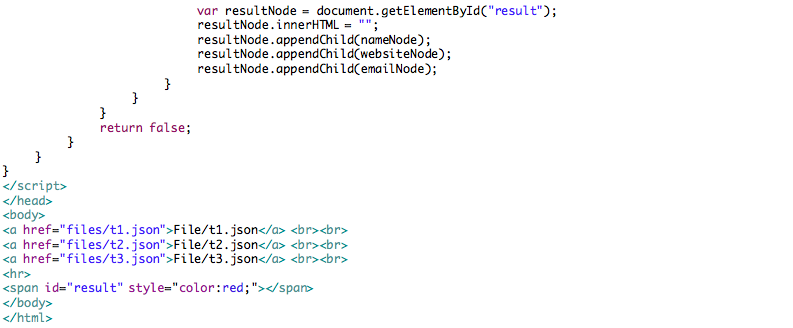 var resultNode = document.getElementById("result");
resultNode.innerHTML = "";
resultNode.appendChild(nameNode);
resultNode.appendChild(websiteNode);
resultNode.appendChild(emailNode);
}
}
}
return false;
}
}
}
</script>
</head>
<body>
<a href="files/t1.json">File/t1.json</a> <br><br>
<a href="files/t2.json">File/t2.json</a> <br><br>
<a href="files/t3.json">File/t3.json</a> <br><br>
<hr>
<span id="result" style="color:red;"></span>
</body>
</html>